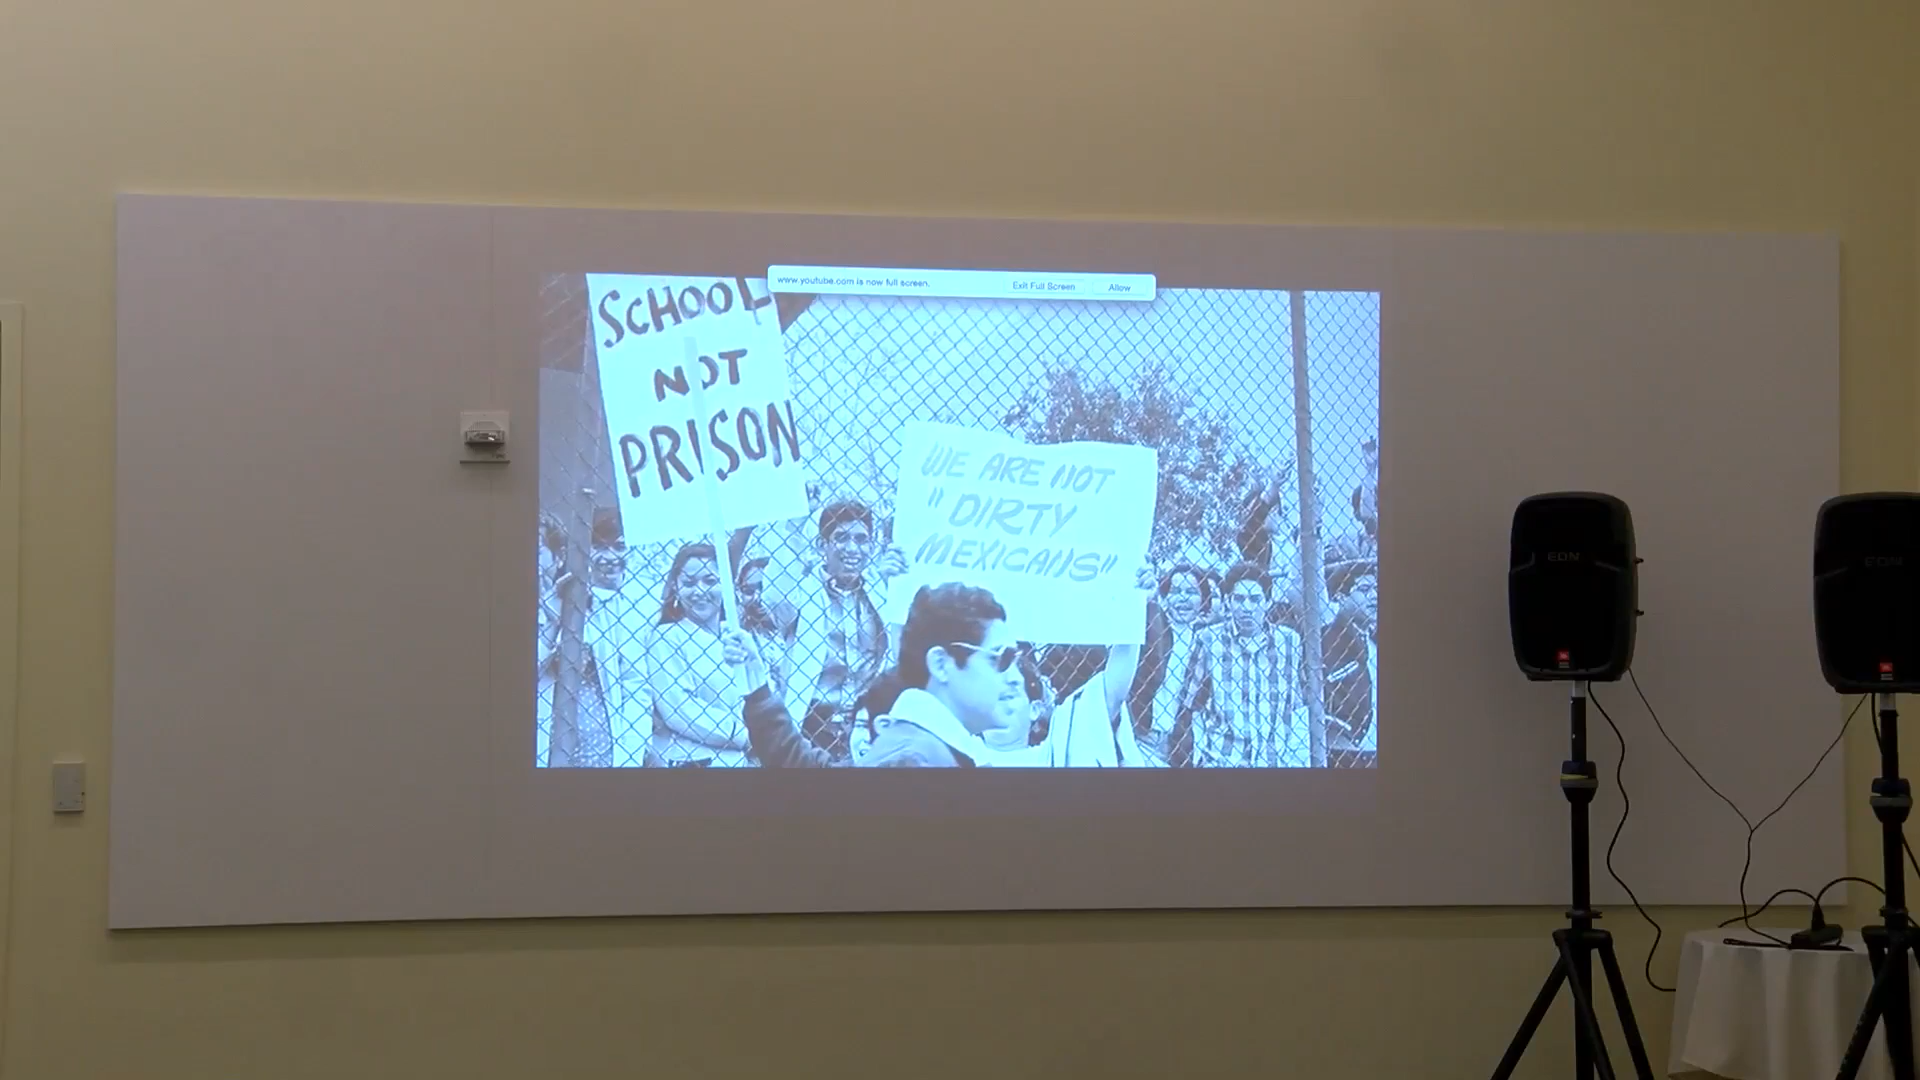 www.youtube.com is now full screen.
Exit Full Screen
Allow
SCHOOL
NOT
PRISON
WE ARE NOT
"DIRTY
MEXICANS"
EON
EON